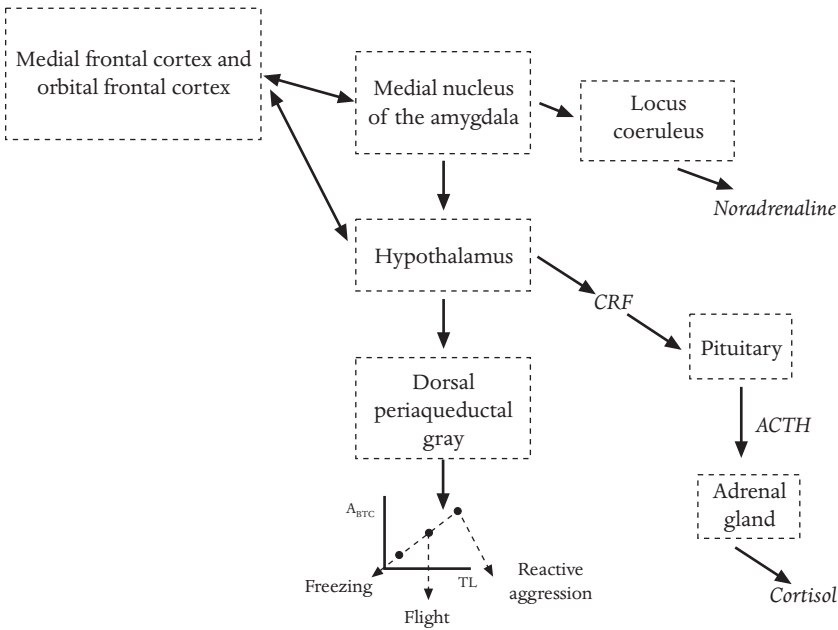 Medial frontal cortex and
orbital frontal cortex
Medial nucleus
of the amygdala
Locus
coeruleus
Noradrenaline
Hypothalamus
CRF
Pituitary
Dorsal
periaqueductal
gray
ACTH
Adrenal
gland
A_BTC
TL
Freezing
Flight
Reactive
aggression
Cortisol